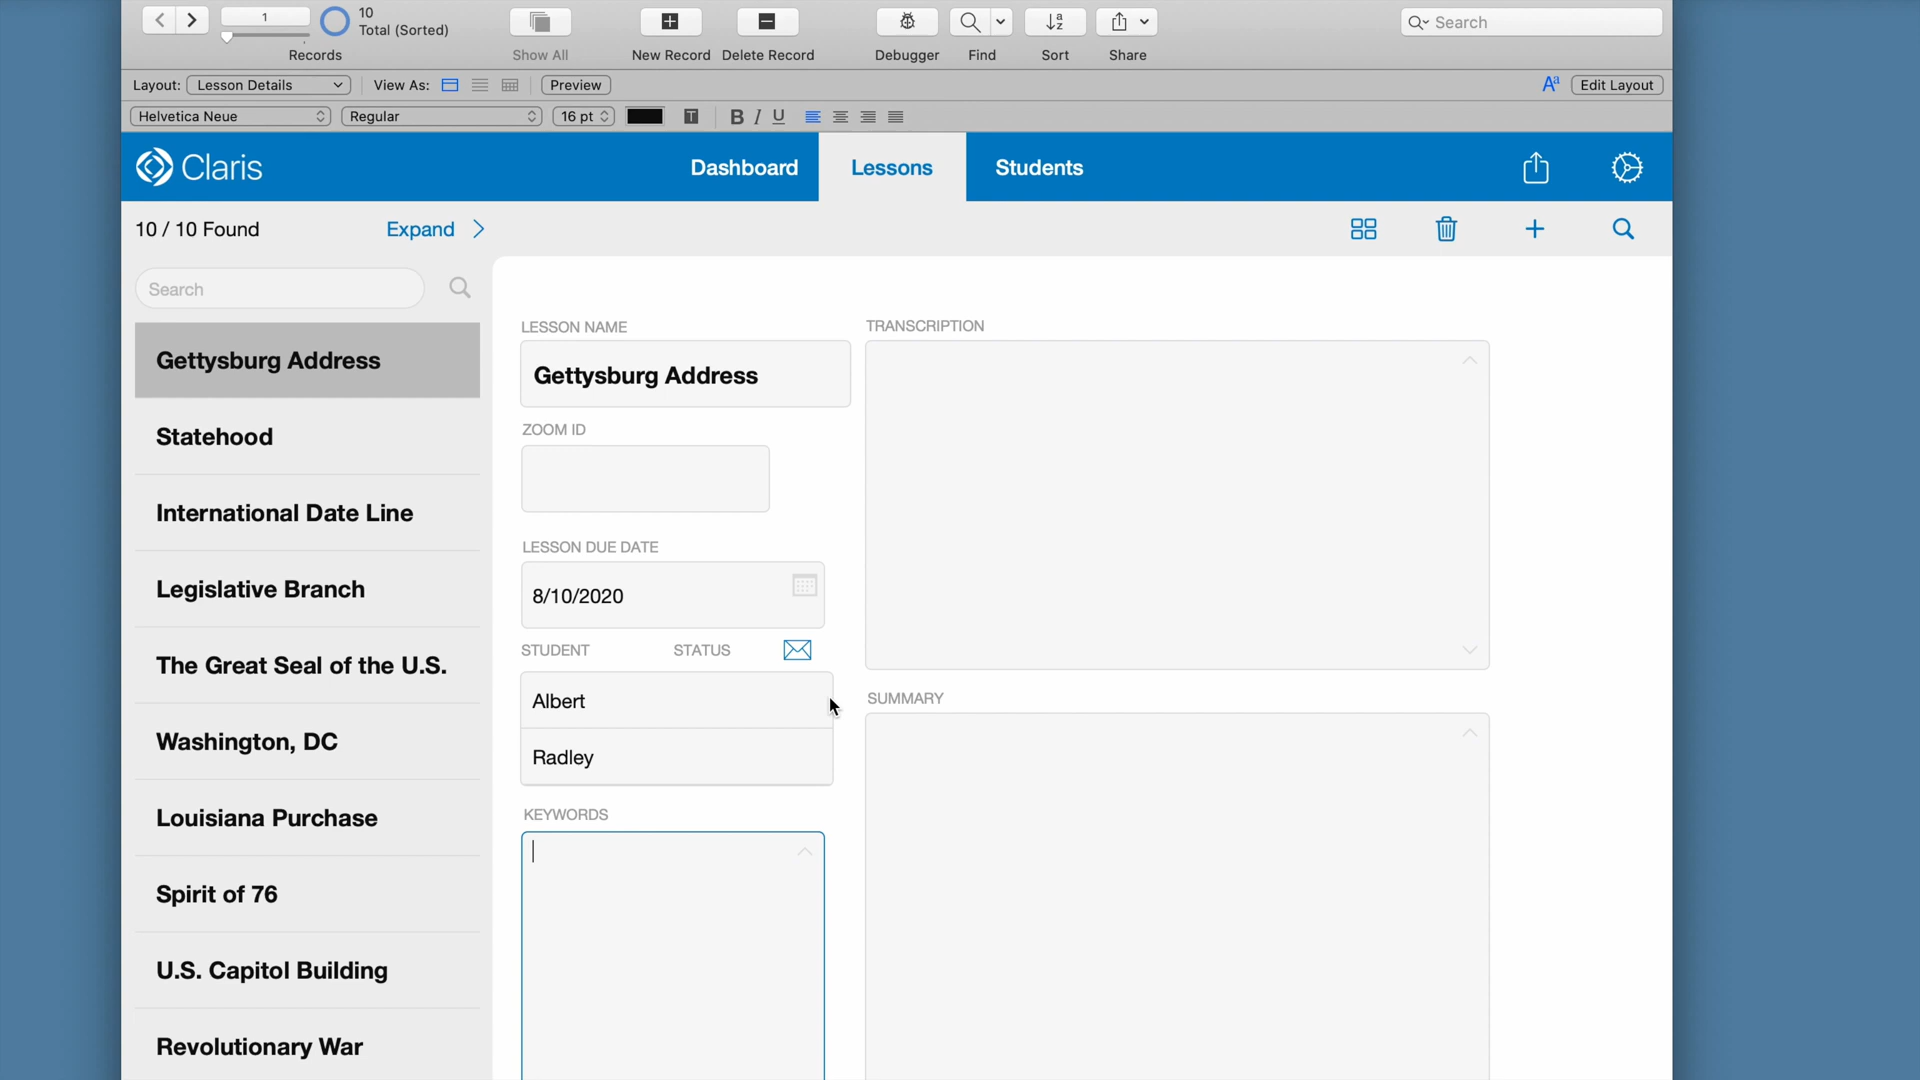 1
10
Total (Sorted)
Records
Show All
New Record
Delete Record
Debugger
Find
Sort
Share
Search
Layout: Lesson Details
View As:
Preview
Aa
Edit Layout
Helvetica Neue
Regular
16 pt
T
B I U
Claris
Dashboard
Lessons
Students
10 / 10 Found
Expand
Search
Gettysburg Address
Statehood
International Date Line
Legislative Branch
The Great Seal of the U.S.
Washington, DC
Louisiana Purchase
Spirit of 76
U.S. Capitol Building
Revolutionary War
LESSON NAME
Gettysburg Address
ZOOM ID
LESSON DUE DATE
8/10/2020
STUDENT
STATUS
Albert
Radley
KEYWORDS
TRANSCRIPTION
SUMMARY